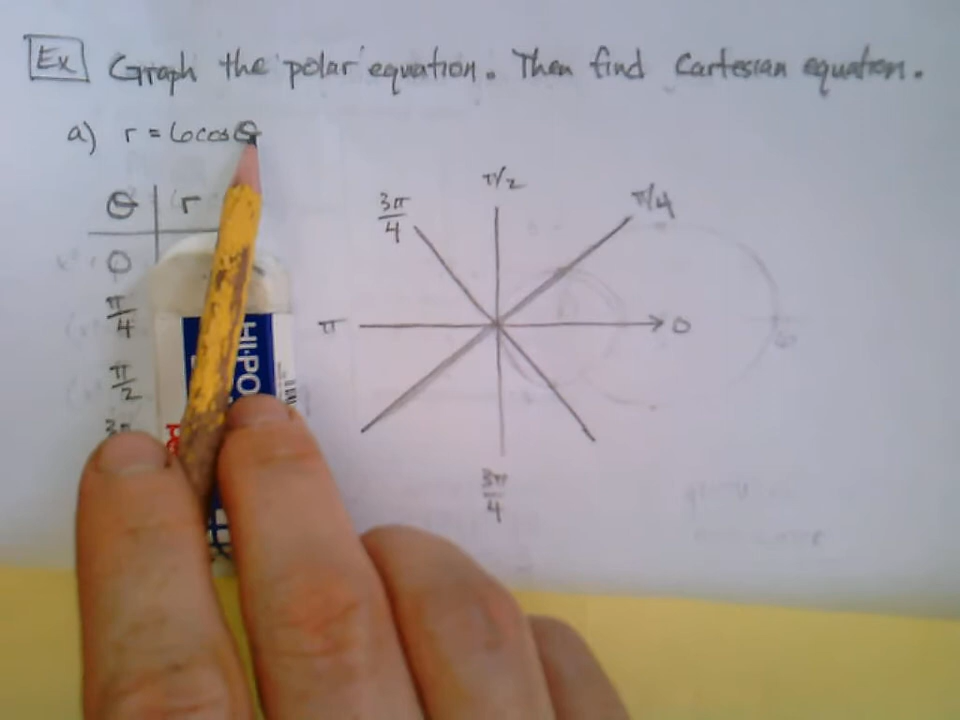 Ex Graph the polar equation. Then find Cartesian equation.
a) r = 6cosθ
θ r
0
π/4
π/2
3π
π/2
3π/4
π/4
π
0
3π/4
HI-PO